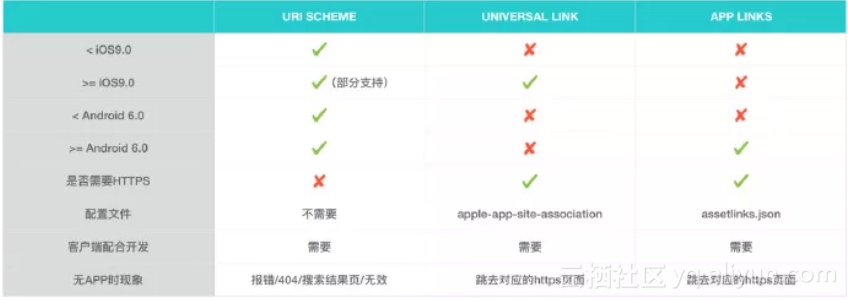 URI SCHEME UNIVERSAL LINK APP LINKS
< iOS9.0 ✓ ✘ ✘
>= iOS9.0 ✓(部分支持) ✓ ✘
< Android 6.0 ✓ ✘ ✘
>= Android 6.0 ✓ ✘ ✓
是否需要HTTPS ✘ ✓ ✓
配置文件 不需要 apple-app-site-association assetlinks.json
客户端配合开发 需要 需要 需要
无APP时现象 报错/404/搜索结果页/无效 跳去对应的https页面 跳去对应的https页面
云栖社区 yq.aliyun.com